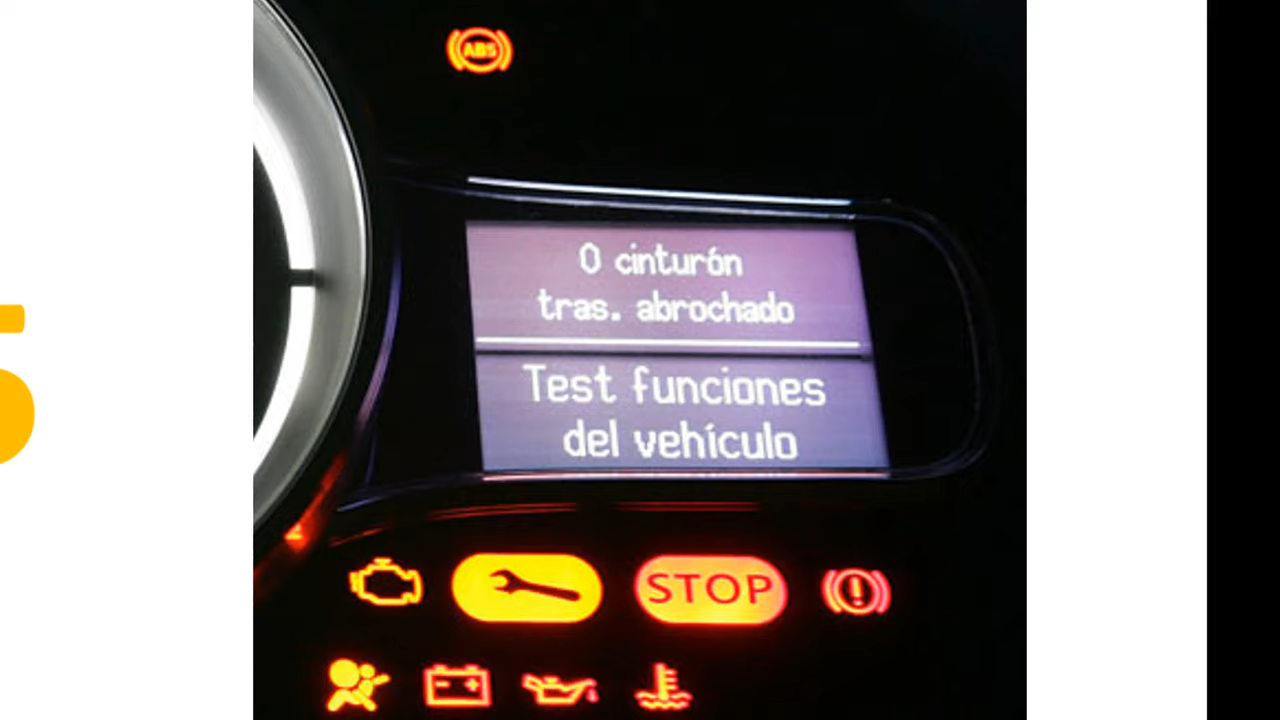 ABS
0 cinturón
tras. abrochado
Test funciones
del vehículo
STOP